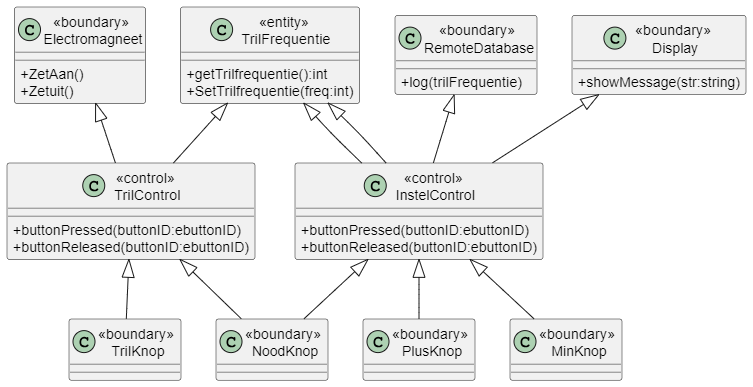 C «boundary»
Electromagneet
+ZetAan()
+Zetuit()
C «entity»
TrilFrequentie
+getTrilfrequentie():int
+SetTrilfrequentie(freq:int)
C «boundary»
RemoteDatabase
+log(trilFrequentie)
C «boundary»
Display
+showMessage(str:string)
C «control»
TrilControl
+buttonPressed(buttonID:ebuttonID)
+buttonReleased(buttonID:ebuttonID)
C «control»
InstelControl
+buttonPressed(buttonID:ebuttonID)
+buttonReleased(buttonID:ebuttonID)
C «boundary»
TrilKnop
C «boundary»
NoodKnop
C «boundary»
PlusKnop
C «boundary»
MinKnop